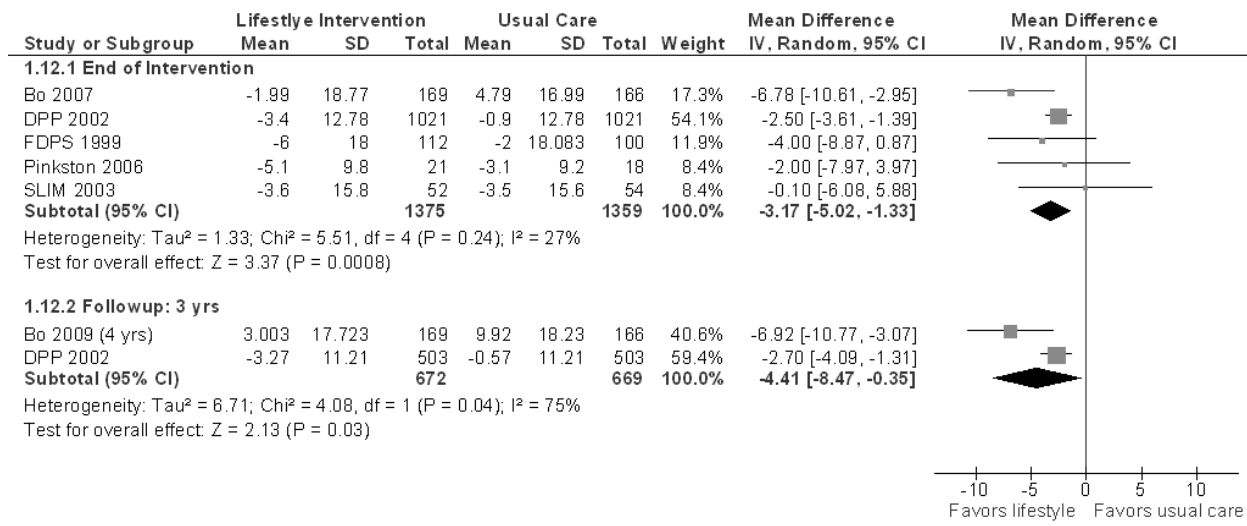 Lifestlye Intervention Usual Care Mean Difference Mean Difference
Study or Subgroup Mean SD Total Mean SD Total Weight IV, Random, 95% CI IV, Random, 95% CI
1.12.1 End of Intervention
Bo 2007 -1.99 18.77 169 4.79 16.99 166 17.3% -6.78 [-10.61, -2.95]
DPP 2002 -3.4 12.78 1021 -0.9 12.78 1021 54.1% -2.50 [-3.61, -1.39]
FDPS 1999 -6 18 112 -2 18.083 100 11.9% -4.00 [-8.87, 0.87]
Pinkston 2006 -5.1 9.8 21 -3.1 9.2 18 8.4% -2.00 [-7.97, 3.97]
SLIM 2003 -3.6 15.8 52 -3.5 15.6 54 8.4% -0.10 [-6.08, 5.88]
Subtotal (95% CI) 1375 1359 100.0% -3.17 [-5.02, -1.33]
Heterogeneity: Tau² = 1.33; Chi² = 5.51, df = 4 (P = 0.24); I² = 27%
Test for overall effect: Z = 3.37 (P = 0.0008)
1.12.2 Followup: 3 yrs
Bo 2009 (4 yrs) 3.003 17.723 169 9.92 18.23 166 40.6% -6.92 [-10.77, -3.07]
DPP 2002 -3.27 11.21 503 -0.57 11.21 503 59.4% -2.70 [-4.09, -1.31]
Subtotal (95% CI) 672 669 100.0% -4.41 [-8.47, -0.35]
Heterogeneity: Tau² = 6.71; Chi² = 4.08, df = 1 (P = 0.04); I² = 75%
Test for overall effect: Z = 2.13 (P = 0.03)
-10 -5 0 5 10
Favors lifestyle Favors usual care